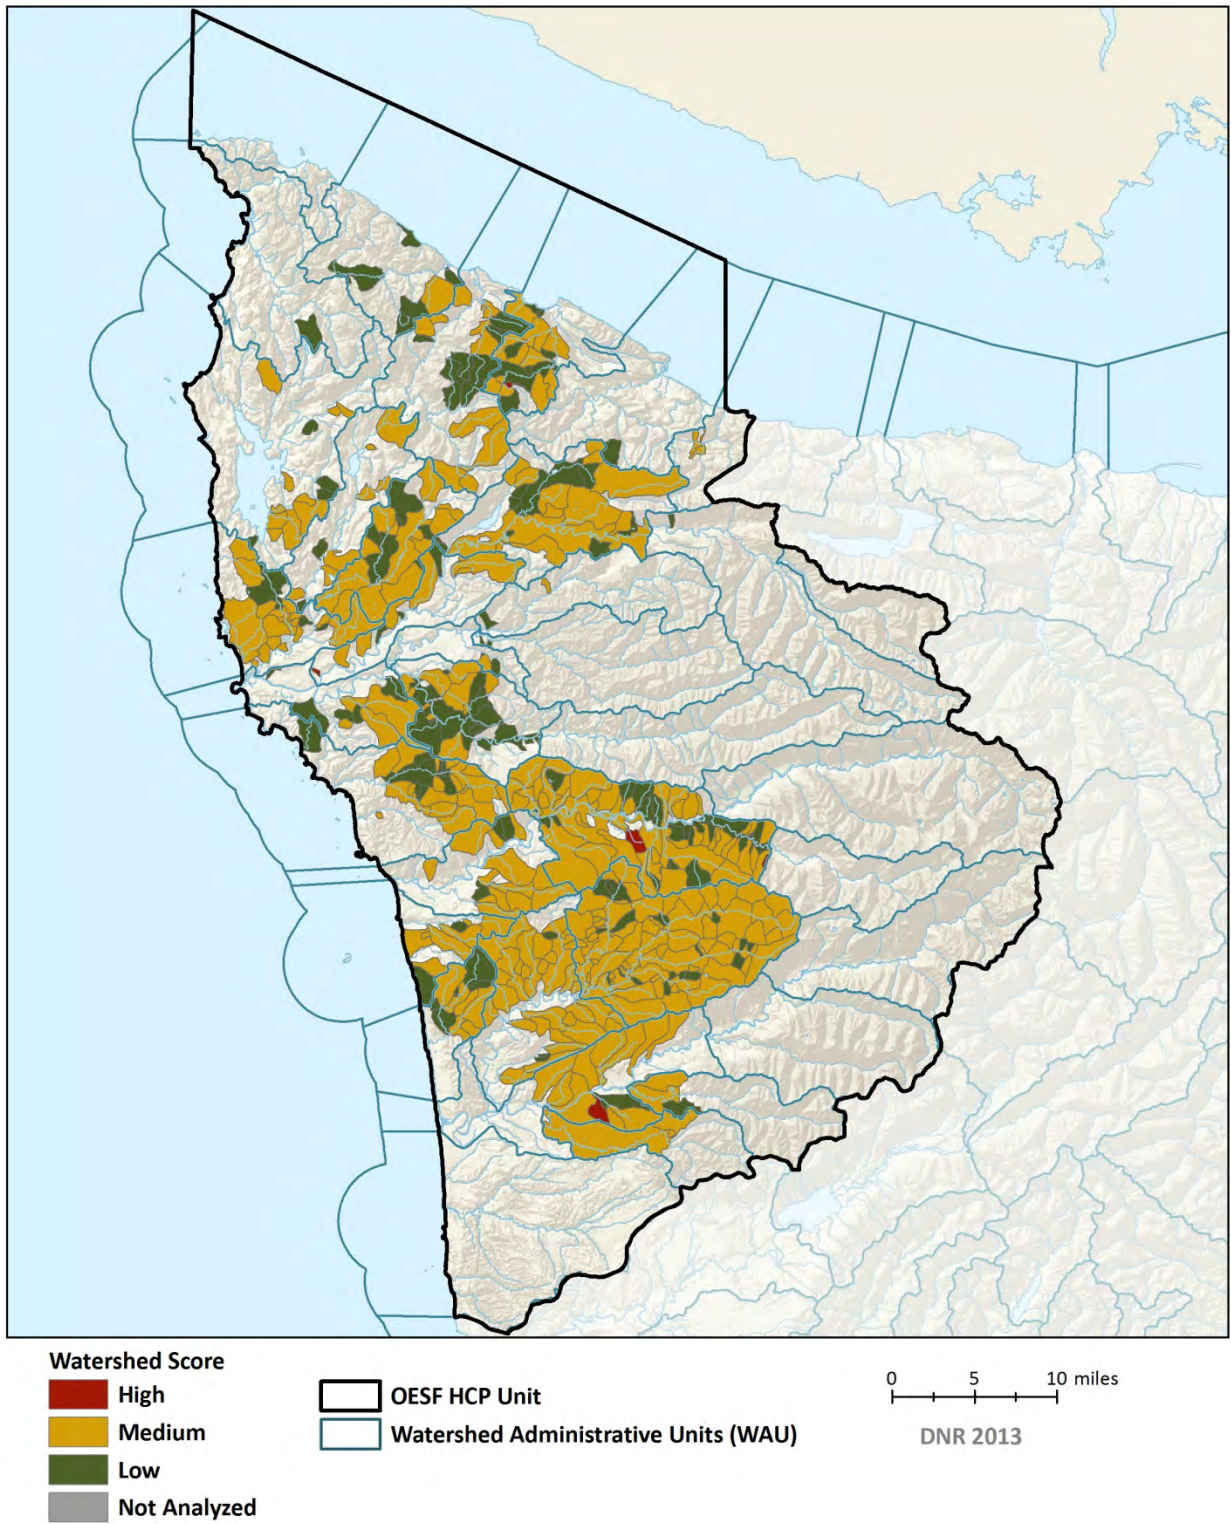 Watershed Score
High
Medium
Low
Not Analyzed
OESF HCP Unit
Watershed Administrative Units (WAU)
0 5 10 miles
DNR 2013